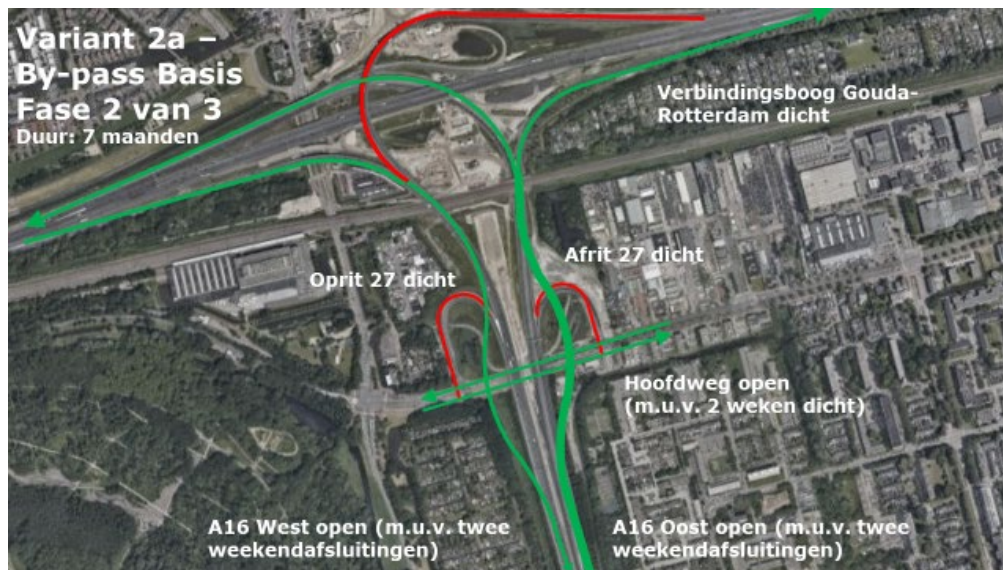 Variant 2a –
By-pass Basis
Fase 2 van 3
Duur: 7 maanden
Verbindingsboog Gouda-
Rotterdam dicht
Oprit 27 dicht
Afrit 27 dicht
Hoofdweg open
(m.u.v. 2 weken dicht)
A16 West open (m.u.v. twee
weekendafsluitingen)
A16 Oost open (m.u.v. twee
weekendafsluitingen)